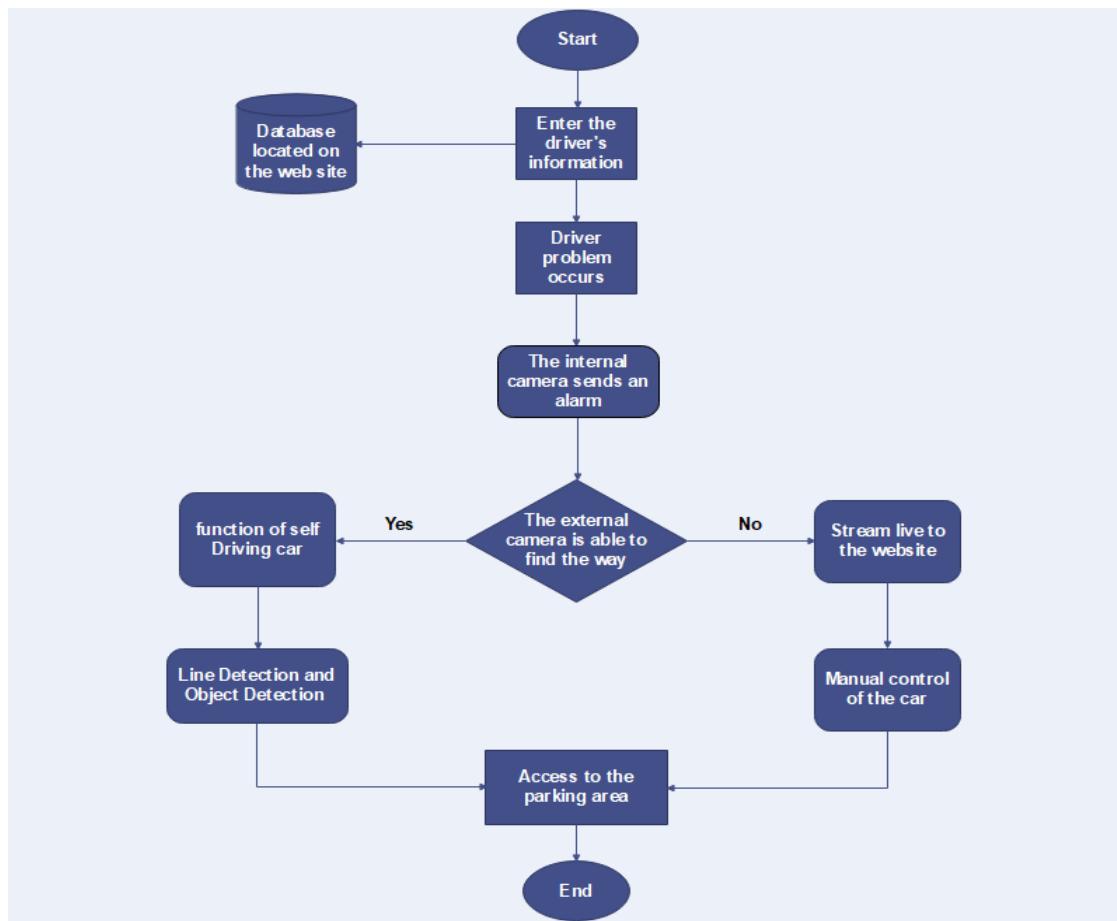 Start
Enter the
driver's
information
Database
located on
the web site
Driver
problem
occurs
The internal
camera sends an
alarm
The external
camera is able to
find the way
Yes
No
function of self
Driving car
Stream live to
the website
Line Detection and
Object Detection
Manual control
of the car
Access to the
parking area
End